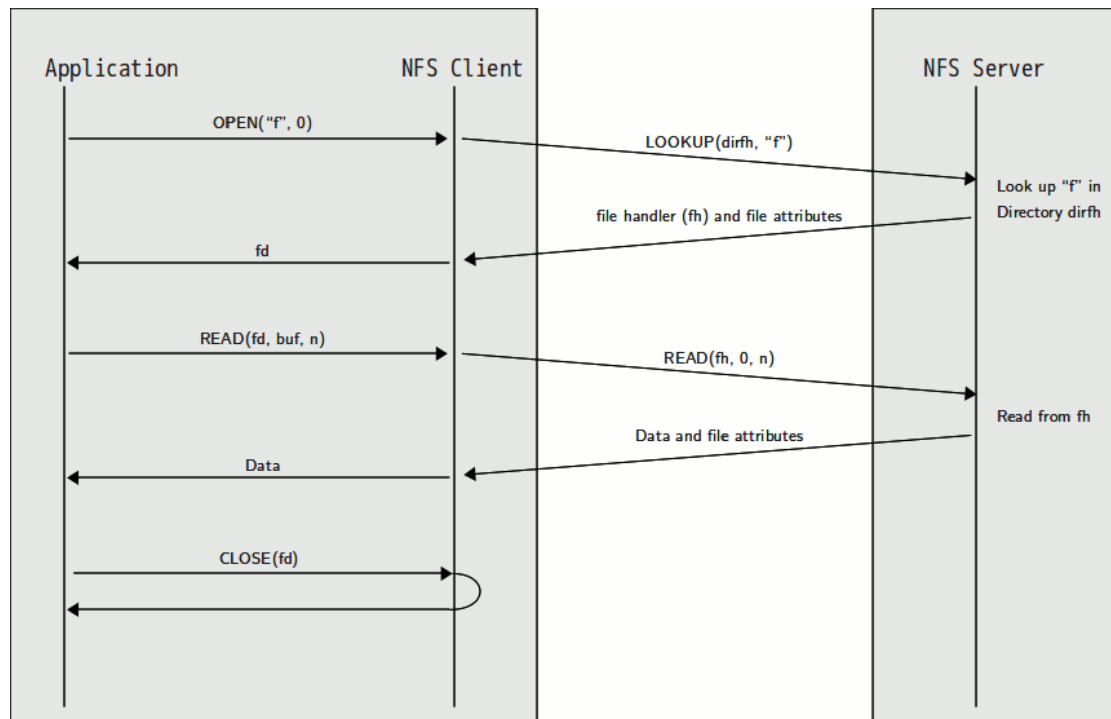 Application
NFS Client
NFS Server
OPEN(“f”, 0)
LOOKUP(dirfh, “f”)
Look up “f” in
Directory dirfh
file handler (fh) and file attributes
fd
READ(fd, buf, n)
READ(fh, 0, n)
Read from fh
Data and file attributes
Data
CLOSE(fd)